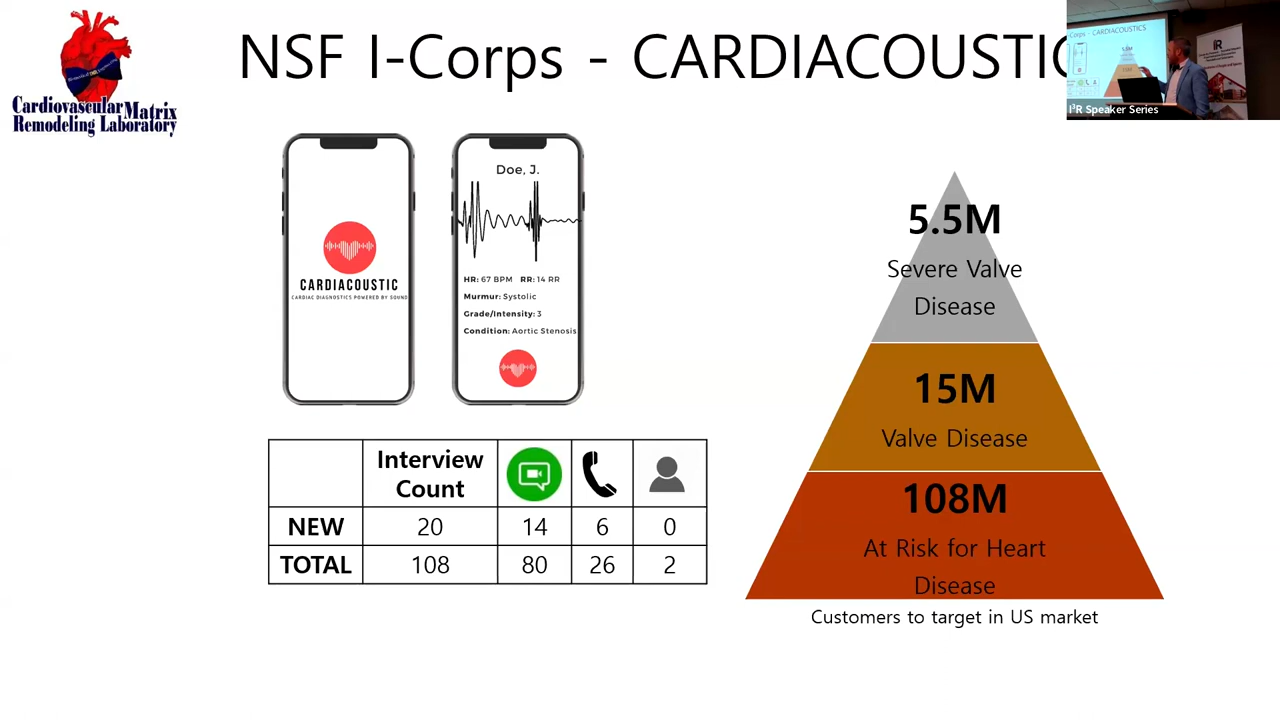 NSF I-Corps - CARDIACOUSTIC
Cardiovascular Matrix
Remodeling Laboratory
I³R Speaker Series
CARDIACOUSTIC
CARDIAC DIAGNOSTICS POWERED BY SOUND
Doe, J.
HR: 67 BPM RR: 14 RR
Murmur: Systolic
Grade/Intensity: 3
Condition: Aortic Stenosis
5.5M
Severe Valve
Disease
15M
Valve Disease
108M
At Risk for Heart
Disease
Customers to target in US market
Interview
Count
NEW 20 14 6 0
TOTAL 108 80 26 2